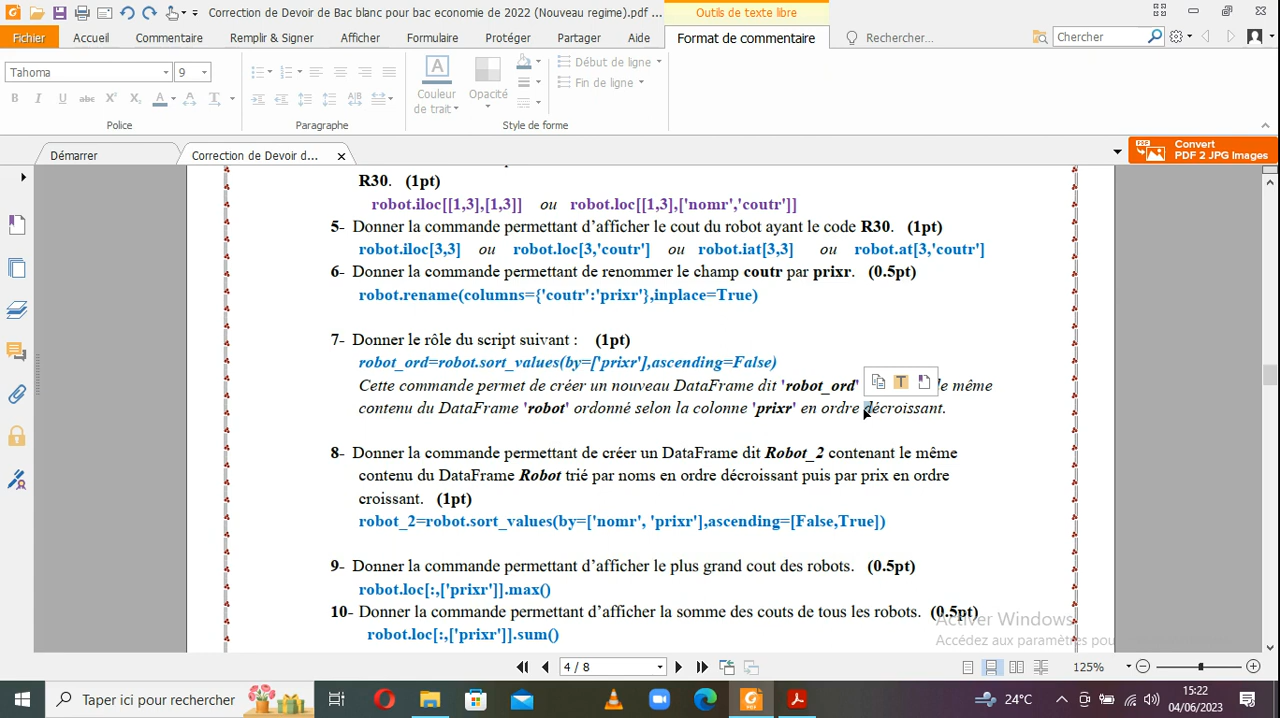 Correction de Devoir de Bac blanc pour bac economie de 2022 (Nouveau regime).pdf ...
Outils de texte libre
Fichier Accueil Commentaire Remplir & Signer Afficher Formulaire Protéger Partager Aide Format de commentaire Rechercher... Chercher
Tahoma 9 Couleur de trait Opacité Début de ligne
Fin de ligne
Police Paragraphe Style de forme
Démarrer Correction de Devoir d... Convert
PDF 2 JPG Images
R30. (1pt)
robot.iloc[[1,3],[1,3]] ou robot.loc[[1,3],['nomr','coutr']]
5- Donner la commande permettant d'afficher le cout du robot ayant le code R30. (1pt)
robot.iloc[3,3] ou robot.loc[3,'coutr'] ou robot.iat[3,3] ou robot.at[3,'coutr']
6- Donner la commande permettant de renommer le champ coutr par prixr. (0.5pt)
robot.rename(columns={'coutr':'prixr'},inplace=True)
7- Donner le rôle du script suivant : (1pt)
robot_ord=robot.sort_values(by=['prixr'],ascending=False)
Cette commande permet de créer un nouveau DataFrame dit 'robot_ord' le même
contenu du DataFrame 'robot' ordonné selon la colonne 'prixr' en ordre décroissant.
8- Donner la commande permettant de créer un DataFrame dit Robot_2 contenant le même
contenu du DataFrame Robot trié par noms en ordre décroissant puis par prix en ordre
croissant. (1pt)
robot_2=robot.sort_values(by=['nomr', 'prixr'],ascending=[False,True])
9- Donner la commande permettant d'afficher le plus grand cout des robots. (0.5pt)
robot.loc[:,['prixr']].max()
10- Donner la commande permettant d'afficher la somme des couts de tous les robots. (0.5pt)
robot.loc[:,['prixr']].sum()
Activer Windows
Accédez aux paramètres pou
4 / 8 125%
Taper ici pour rechercher 24°C 15:22
04/06/2023